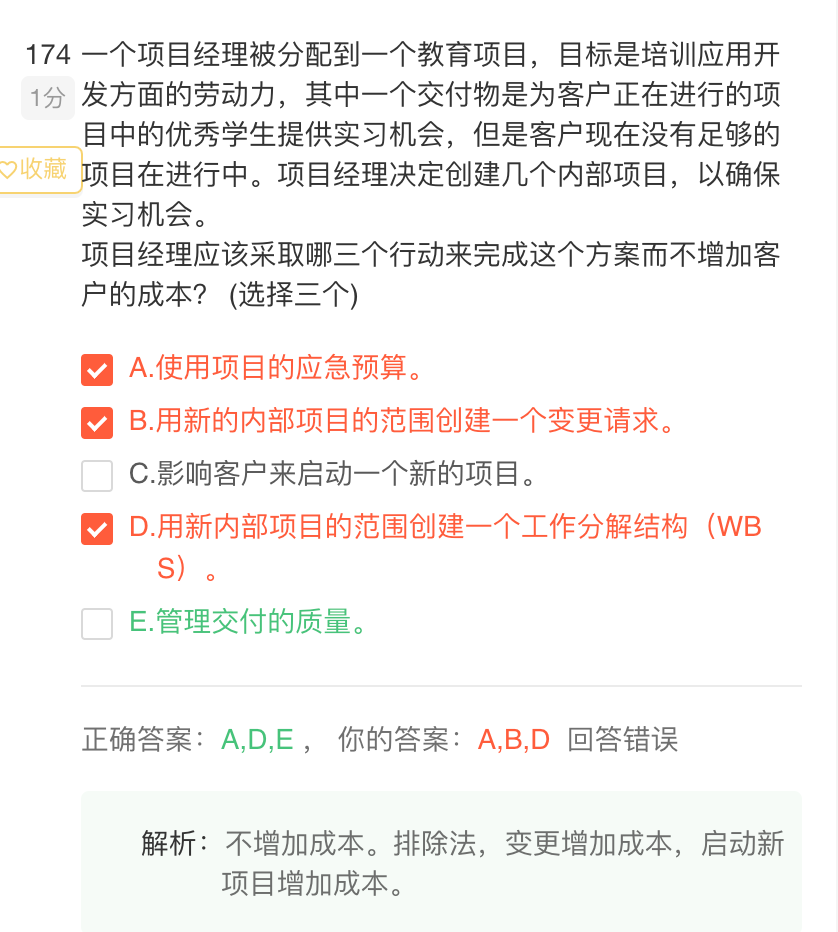 174 一个项目经理被分配到一个教育项目，目标是培训应用开
1分 发方面的劳动力，其中一个交付物是为客户正在进行的项
目中的优秀学生提供实习机会，但是客户现在没有足够的
收藏 项目在进行中。项目经理决定创建几个内部项目，以确保
实习机会。
项目经理应该采取哪三个行动来完成这个方案而不增加客
户的成本？ (选择三个)
A.使用项目的应急预算。
B.用新的内部项目的范围创建一个变更请求。
C.影响客户来启动一个新的项目。
D.用新内部项目的范围创建一个工作分解结构（WB
S）。
E.管理交付的质量。
正确答案：A,D,E ， 你的答案：A,B,D 回答错误
解析：不增加成本。排除法，变更增加成本，启动新
项目增加成本。